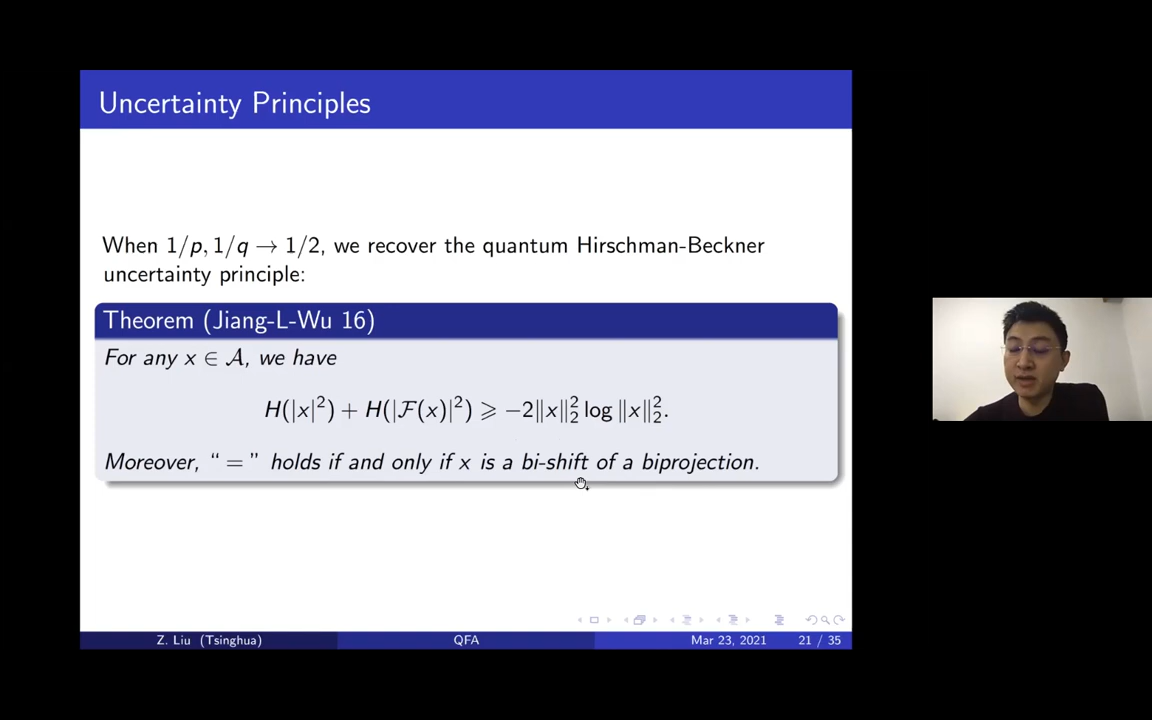 Uncertainty Principles
When 1/p, 1/q → 1/2, we recover the quantum Hirschman-Beckner
uncertainty principle:
Theorem (Jiang-L-Wu 16)
For any x ∈ 𝒜, we have
H(|x|²) + H(|ℱ(x)|²) ⩾ −2‖x‖₂² log ‖x‖₂².
Moreover, “ = ” holds if and only if x is a bi-shift of a biprojection.
Z. Liu (Tsinghua) QFA Mar 23, 2021 21 / 35